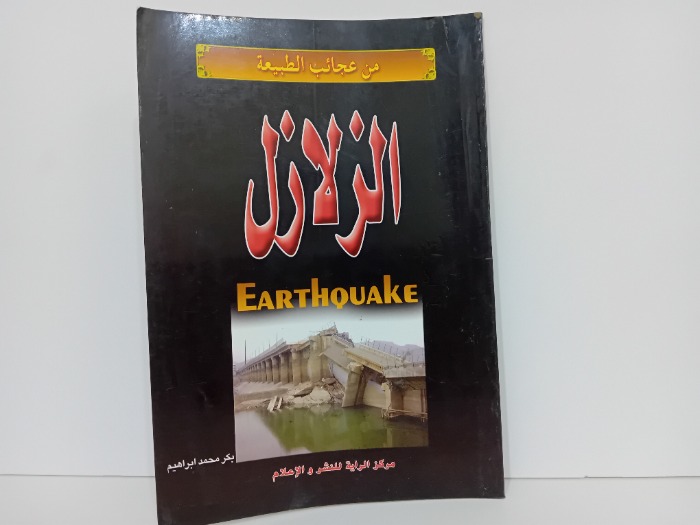 من عجائب الطبيعة
الزلازل
EARTHQUAKE
بكر محمد ابراهيم
مركز الراية للنشر و الإعلام